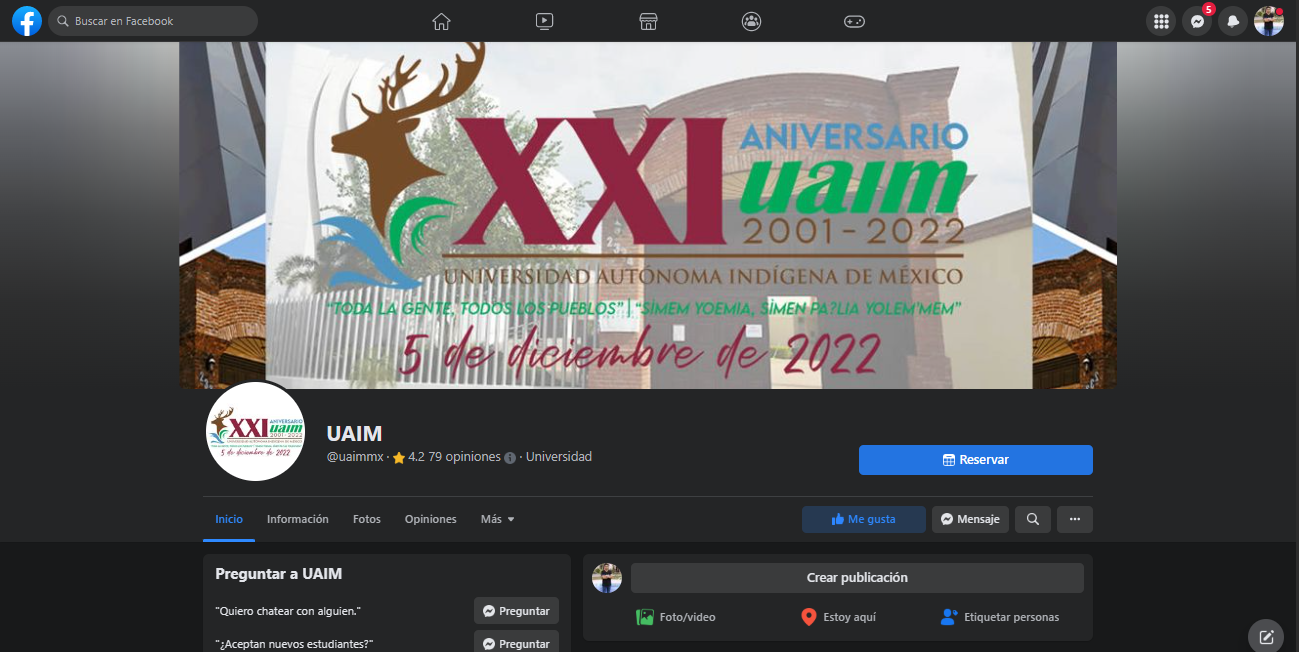 Buscar en Facebook
5
XXI
ANIVERSARIO
uaim
2001-2022
UNIVERSIDAD AUTÓNOMA INDÍGENA DE MÉXICO
“TODA LA GENTE, TODOS LOS PUEBLOS” | “SÍMEM YOEMIA, SÍMEN PA?LIA YOLEM'MEM”
5 de diciembre de 2022
XXI
ANIVERSARIO
uaim
2001-2022
5 de diciembre de 2022
UAIM
@uaimmx · 4.2 79 opiniones · Universidad
Reservar
Inicio Información Fotos Opiniones Más
Me gusta Mensaje
Preguntar a UAIM
"Quiero chatear con alguien." Preguntar
"¿Aceptan nuevos estudiantes?" Preguntar
Crear publicación
Foto/video Estoy aquí Etiquetar personas